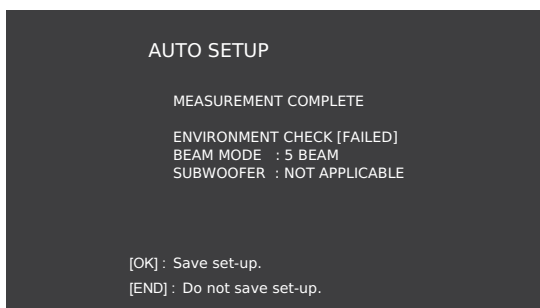 AUTO SETUP
MEASUREMENT COMPLETE
ENVIRONMENT CHECK [FAILED]
BEAM MODE : 5 BEAM
SUBWOOFER : NOT APPLICABLE
[OK] : Save set-up.
[END] : Do not save set-up.